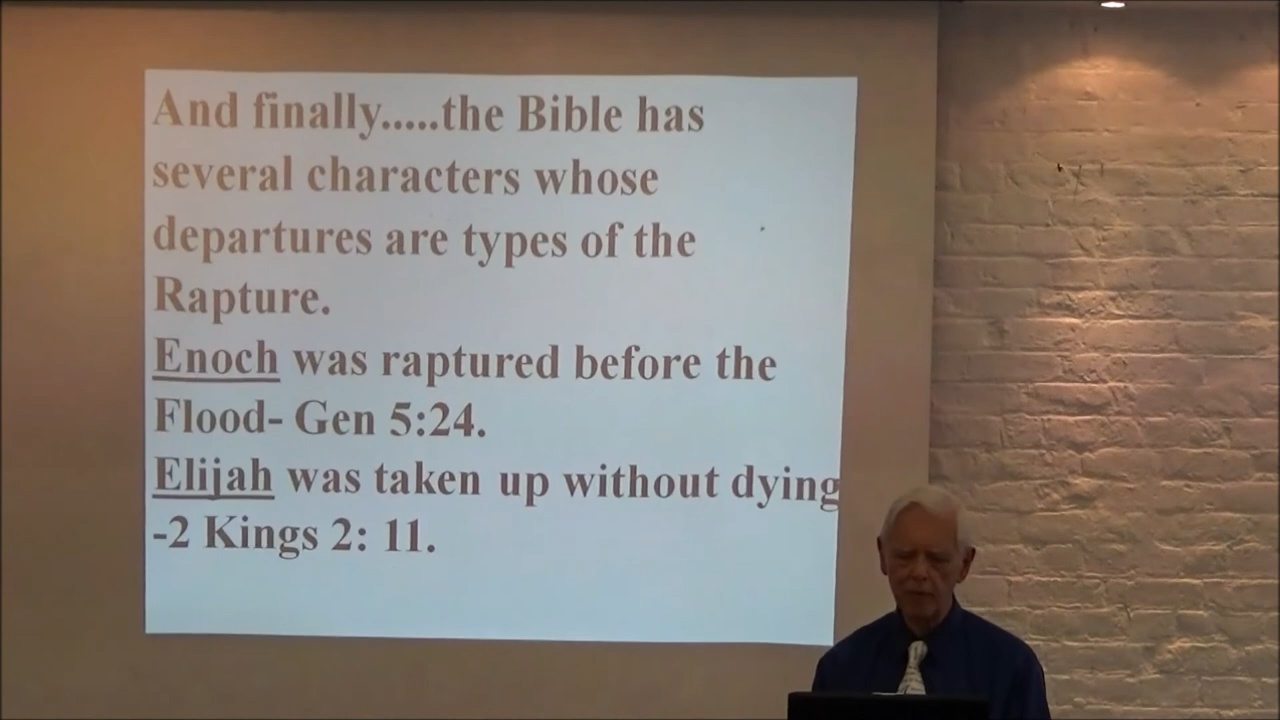 And finally.....the Bible has
several characters whose
departures are types of the
Rapture.
Enoch was raptured before the
Flood- Gen 5:24.
Elijah was taken up without dying
-2 Kings 2: 11.